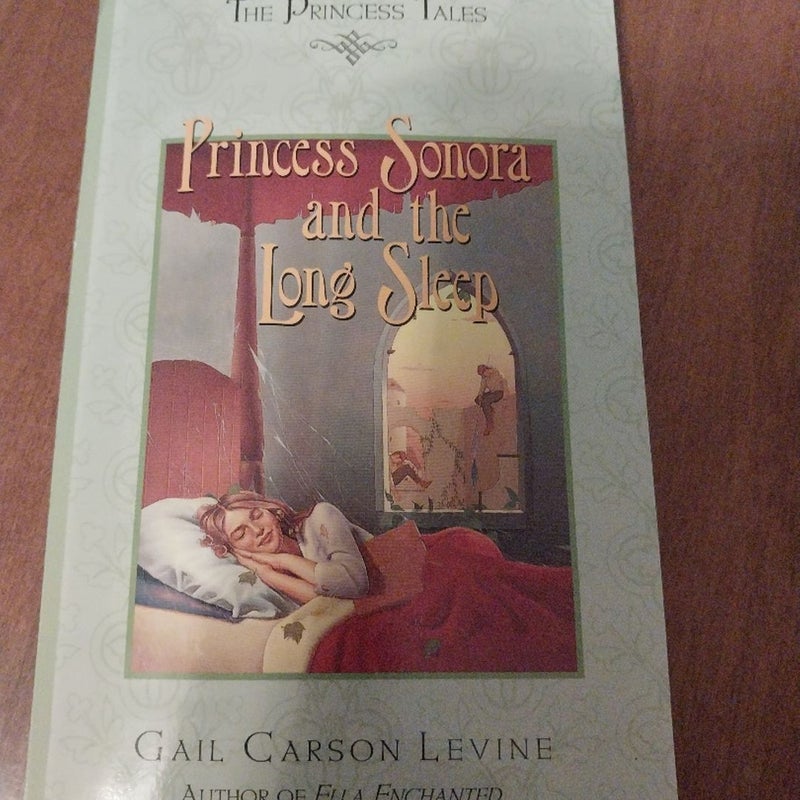 THE PRINCESS TALES
Princess Sonora
and the
Long Sleep
GAIL CARSON LEVINE
AUTHOR OF ELLA ENCHANTED